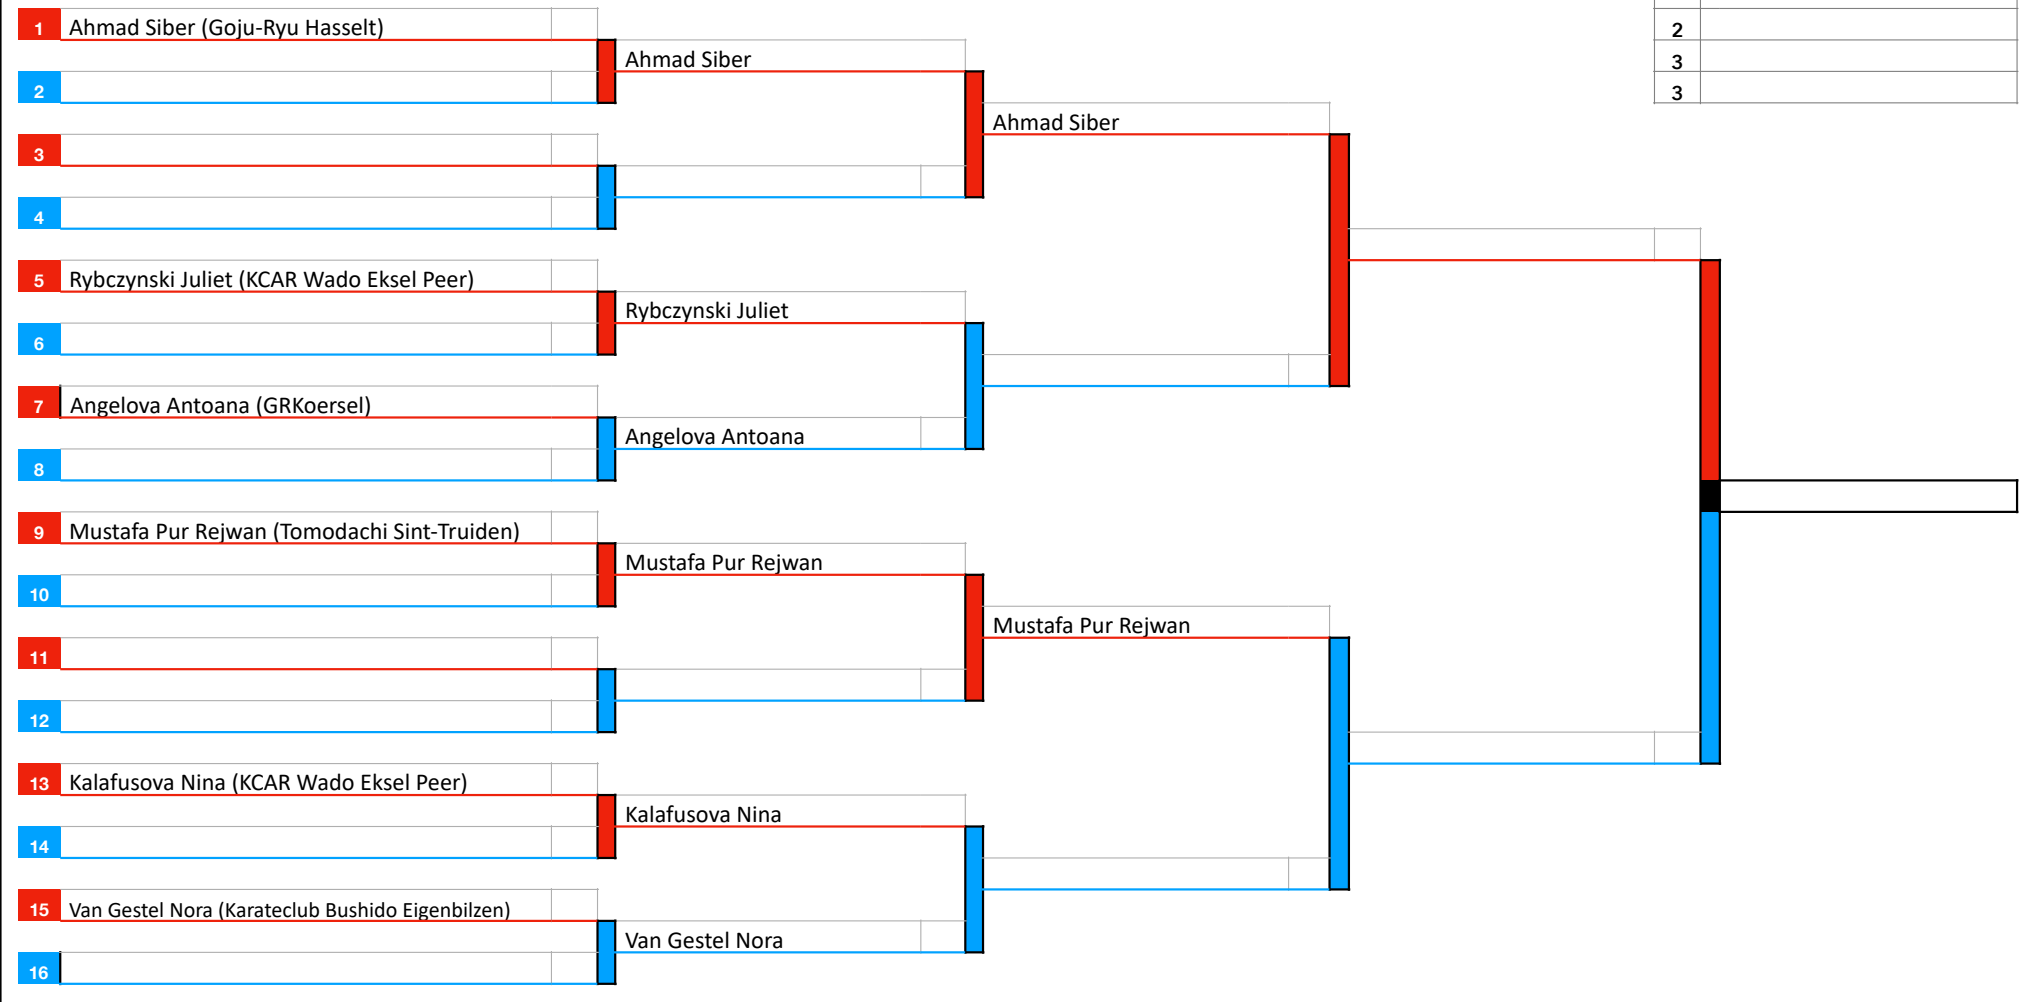 1 Ahmad Siber (Goju-Ryu Hasselt)
2
Ahmad Siber
3
2
3
Ahmad Siber
3
4
5 Rybczynski Juliet (KCAR Wado Eksel Peer)
Rybczynski Juliet
6
7 Angelova Antoana (GRKoersel)
Angelova Antoana
8
9 Mustafa Pur Rejwan (Tomodachi Sint-Truiden)
Mustafa Pur Rejwan
10
Mustafa Pur Rejwan
11
12
13 Kalafusova Nina (KCAR Wado Eksel Peer)
Kalafusova Nina
14
15 Van Gestel Nora (Karateclub Bushido Eigenbilzen)
Van Gestel Nora
16